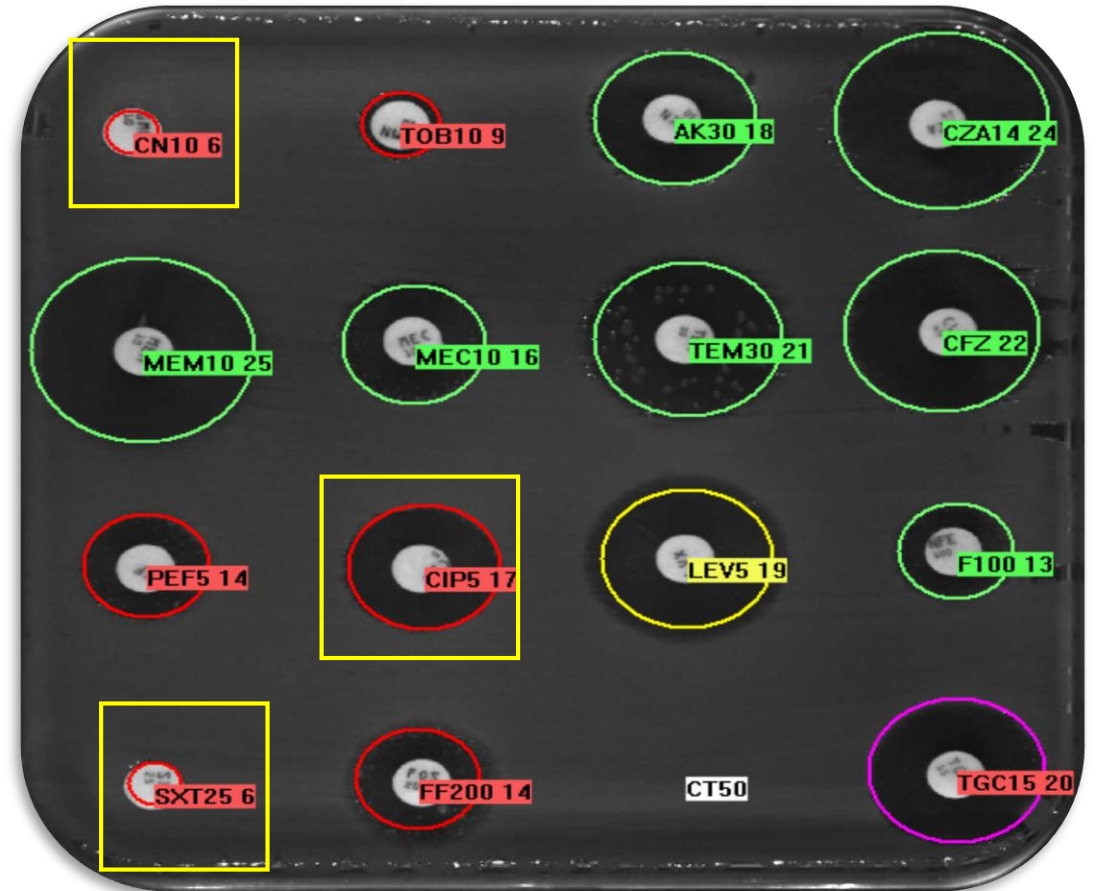 CN10 6
TOB10 9
AK30 18
CZA14 24
MEM10 25
MEC10 16
TEM30 21
CFZ 22
PEF5 14
CIP5 17
LEV5 19
F100 13
SXT25 6
FF200 14
CT50
TGC15 20